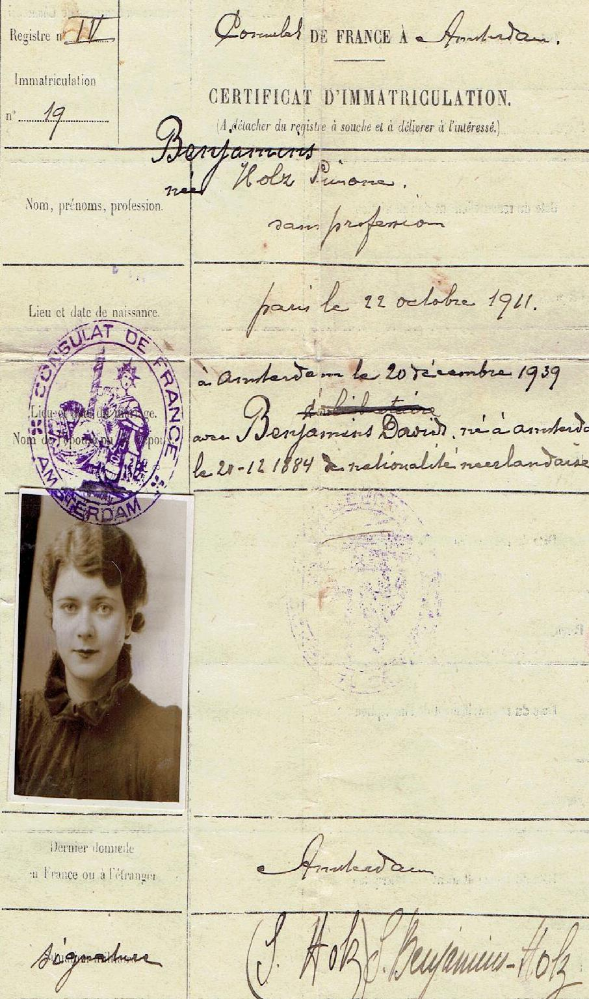 Registre n° IV
Consulat DE FRANCE À Amsterdam.
Immatriculation
n° 19
CERTIFICAT D'IMMATRICULATION.
(A détacher du registre à souche et à délivrer à l'intéressé.)
Benjamins
née Holz Simone.
Nom, prénoms, profession.
sans profession
Lieu et date de naissance.
paris le 22 octobre 1911.
CONSULAT DE FRANCE
AMSTERDAM
à amsterdam le 20 décembre 1939
Lieu et date du mariage.
célibataire
Nom de l'épouse ou de l'époux
avec Benjamins David, né à amsterda
le 21-12 1884 de nationalité neerlandaise
Dernier domicile
en France ou à l'étranger
Amsterdam
signature
(S. Holz) S. Benjamins-Holz